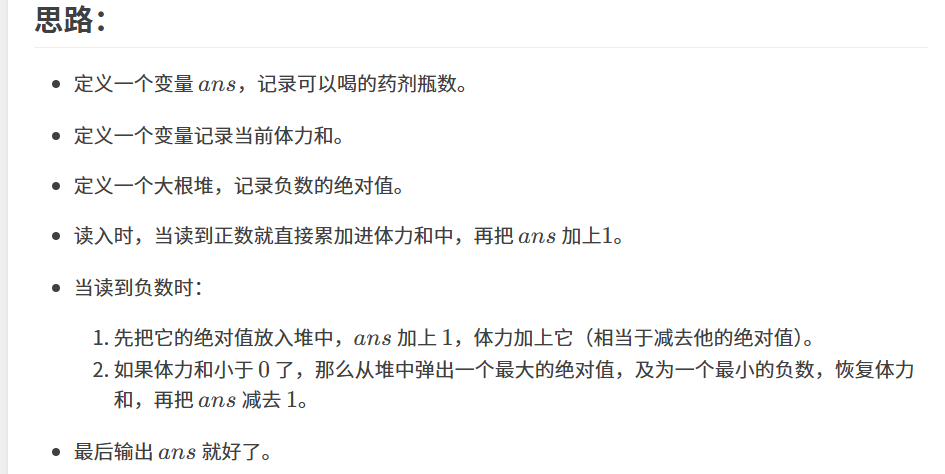 思路：
定义一个变量 ans，记录可以喝的药剂瓶数。
定义一个变量记录当前体力和。
定义一个大根堆，记录负数的绝对值。
读入时，当读到正数就直接累加进体力和中，再把 ans 加上1。
当读到负数时：
1. 先把它的绝对值放入堆中，ans 加上 1，体力加上它（相当于减去他的绝对值）。
2. 如果体力和小于 0 了，那么从堆中弹出一个最大的绝对值，及为一个最小的负数，恢复体力
和，再把 ans 减去 1。
最后输出 ans 就好了。